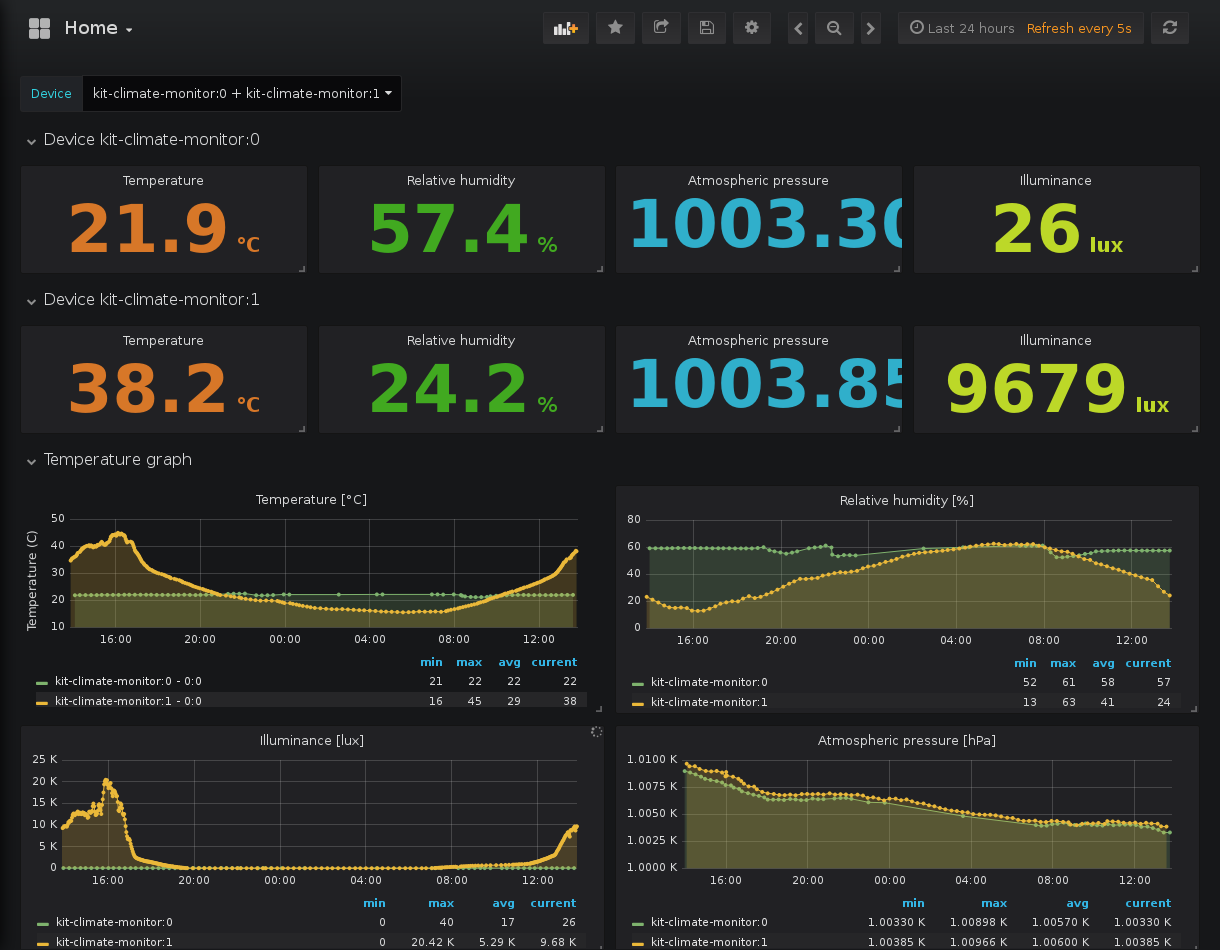 Home
Last 24 hours Refresh every 5s
Device kit-climate-monitor:0 + kit-climate-monitor:1
Device kit-climate-monitor:0
Temperature Relative humidity Atmospheric pressure Illuminance
21.9 °C 57.4 % 1003.30 26 lux
Device kit-climate-monitor:1
Temperature Relative humidity Atmospheric pressure Illuminance
38.2 °C 24.2 % 1003.85 9679 lux
Temperature graph
Temperature [°C]
Temperature (C)
50
40
30
20
10
16:00 20:00 00:00 04:00 08:00 12:00
min max avg current
kit-climate-monitor:0 - 0:0 21 22 22 22
kit-climate-monitor:1 - 0:0 16 45 29 38
Relative humidity [%]
80
60
40
20
0
16:00 20:00 00:00 04:00 08:00 12:00
min max avg current
kit-climate-monitor:0 52 61 58 57
kit-climate-monitor:1 13 63 41 24
Illuminance [lux]
25 K
20 K
15 K
10 K
5 K
0
16:00 20:00 00:00 04:00 08:00 12:00
min max avg current
kit-climate-monitor:0 0 40 17 26
kit-climate-monitor:1 0 20.42 K 5.29 K 9.68 K
Atmospheric pressure [hPa]
1.0100 K
1.0075 K
1.0050 K
1.0025 K
1.0000 K
16:00 20:00 00:00 04:00 08:00 12:00
min max avg current
kit-climate-monitor:0 1.00330 K 1.00898 K 1.00570 K 1.00330 K
kit-climate-monitor:1 1.00385 K 1.00966 K 1.00600 K 1.00385 K